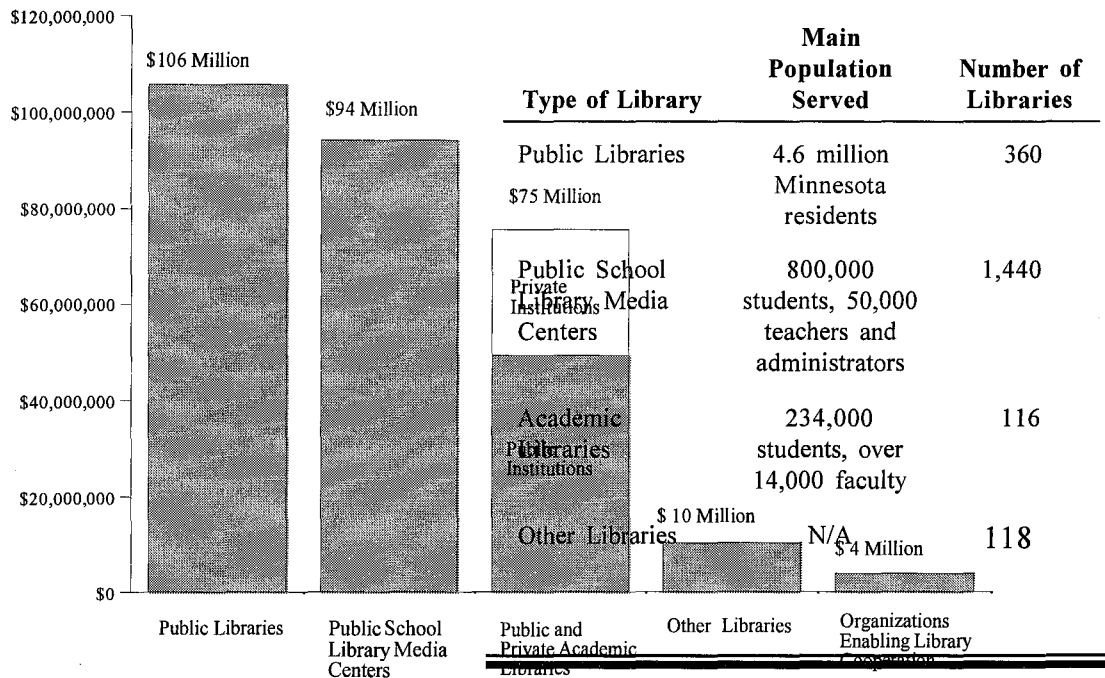 $120,000,000
$100,000,000
$80,000,000
$60,000,000
$40,000,000
$20,000,000
$0
$106 Million
$94 Million
$75 Million
Private
Institutions
Public
Institutions
$ 10 Million
$ 4 Million
Public Libraries
Public School
Library Media
Centers
Public and
Private Academic
Libraries
Other Libraries
Organizations
Enabling Library
Cooperation
Main
Population Number of
Type of Library Served Libraries
Public Libraries 4.6 million 360
Minnesota
residents
Public School 800,000 1,440
Library Media students, 50,000
Centers teachers and
administrators
Academic 234,000 116
Libraries students, over
14,000 faculty
Other Libraries N/A 118